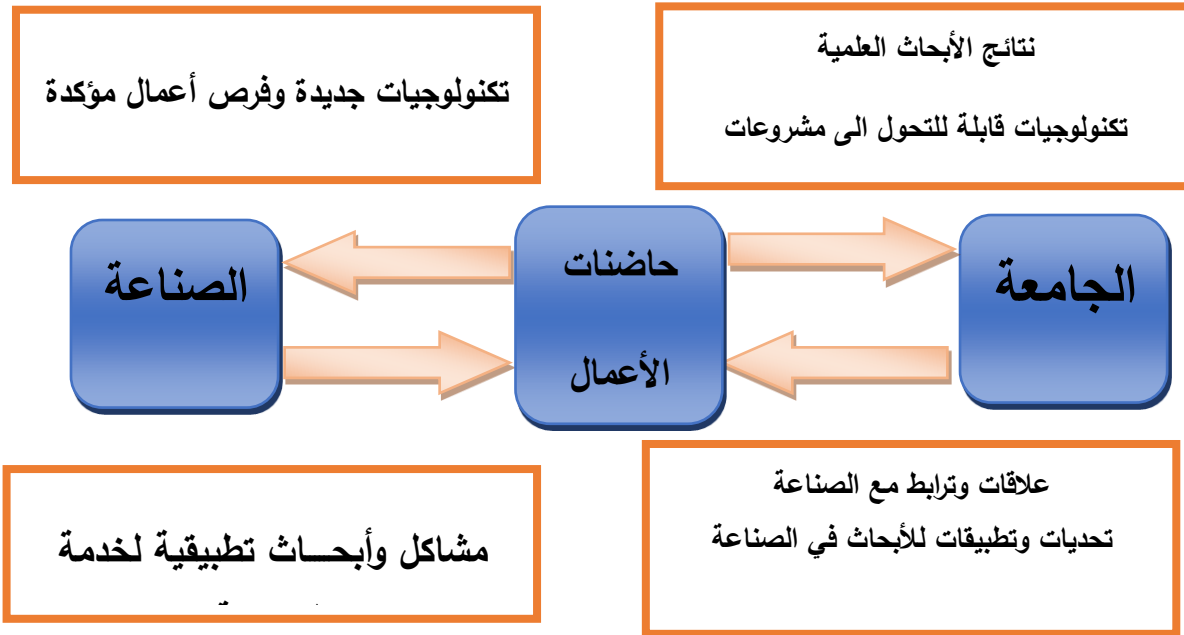 نتائج الأبحاث العلمية
تكنولوجيات قابلة للتحول الى مشروعات
تكنولوجيات جديدة وفرص أعمال مؤكدة
الجامعة
حاضنات
الأعمال
الصناعة
علاقات وترابط مع الصناعة
تحديات وتطبيقات للأبحاث في الصناعة
مشاكل وأبحـــاث تطبيقية لخدمة